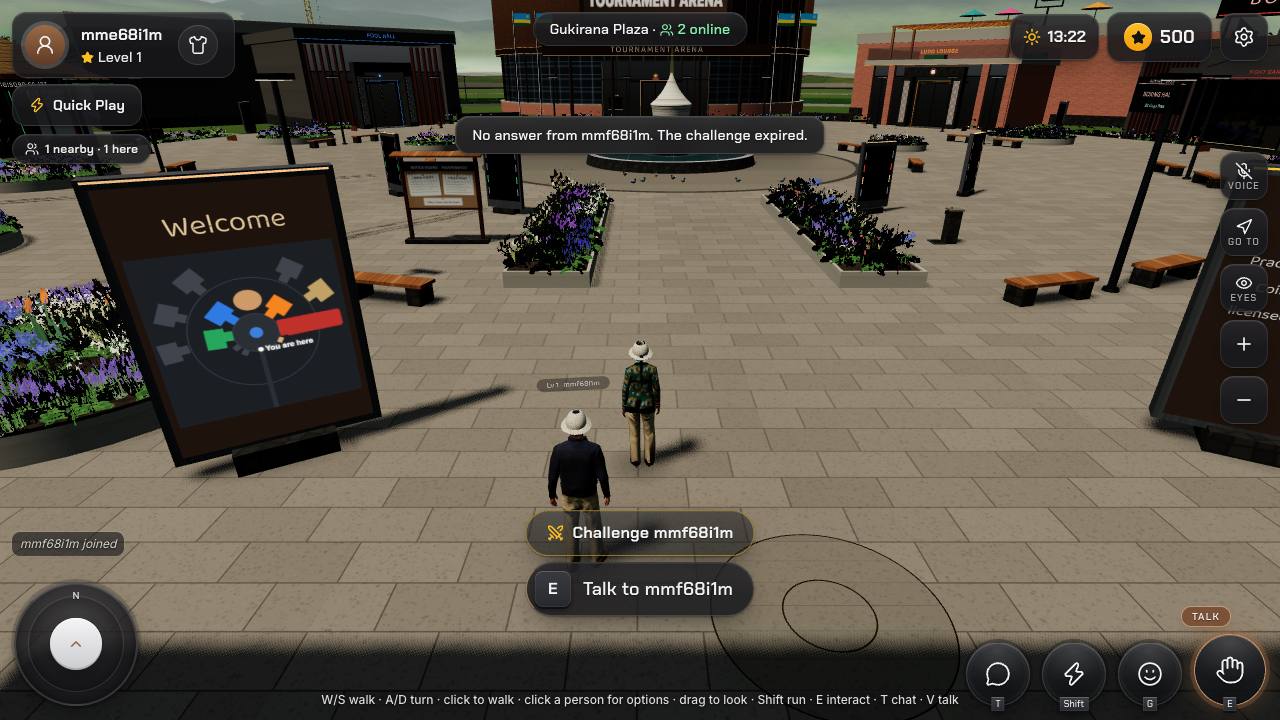 mme68i1m
Level 1
Quick Play
1 nearby · 1 here
TOURNAMENT ARENA
Gukirana Plaza · 2 online
TOURNAMENT ARENA
13:22
500
No answer from mmf68i1m. The challenge expired.
VOICE
GO TO
EYES
+
−
Welcome
You are here
Lv 1 mmf68i1m
Challenge mmf68i1m
E Talk to mmf68i1m
mmf68i1m joined
N
TALK
W/S walk · A/D turn · click to walk · click a person for options · drag to look · Shift run · E interact · T chat · V talk
T
Shift
G
E